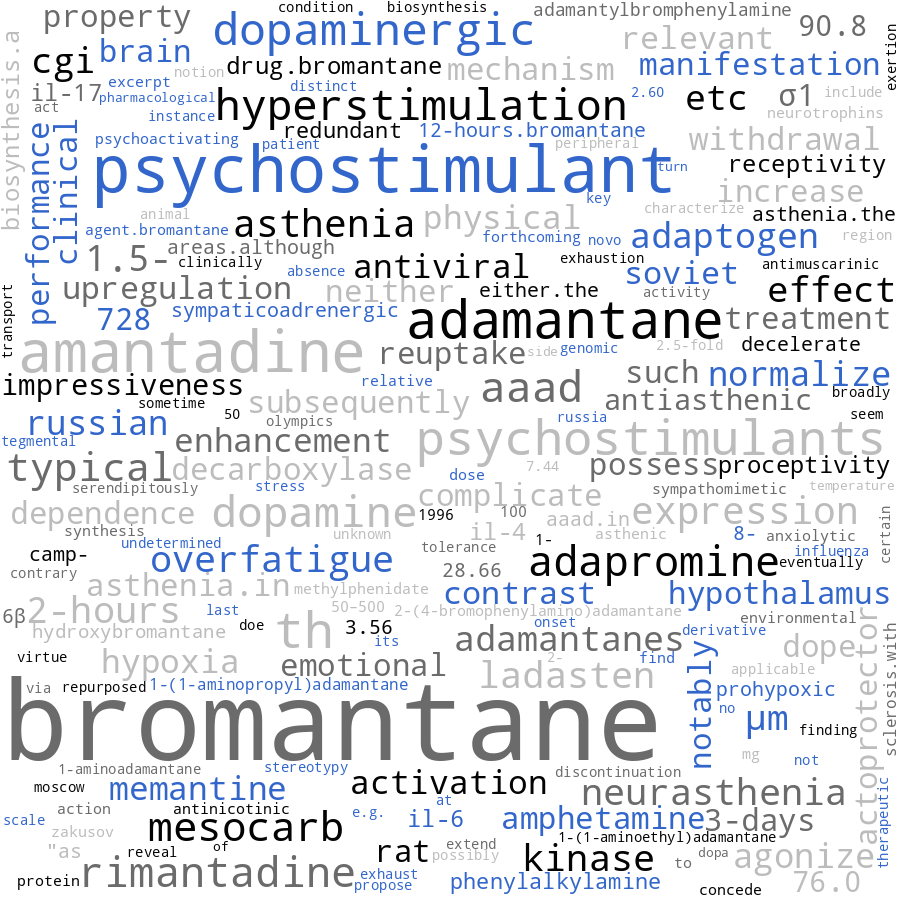 condition biosynthesis adamantylbromphenylamine
property dopaminergic 90.8
relevant
cgi brain drug.bromantane mechanism manifestation exertion
biosynthesis.a
notion
excerpt distinct
il-17 pharmacological hyperstimulation 2.60 etc σ1 include
act instance neurotrophins
redundant 12-hours.bromantane withdrawal
psychoactivating patient peripheral
performance clinical psychostimulant turn receptivity
key increase
animal asthenia physical characterize asthenia.the
agent.bromantane forthcoming novo adaptogen region
1.5- areas.although
clinically absence antiviral exhaustion soviet antimuscarinic
upregulation neither either.the activity effect
transport 728 sympaticoadrenergic adamantane treatment
amantadine reuptake side genomic 2.5-fold decelerate
impressiveness relative aaad such normalize
sometime 50 subsequently antiasthenic broadly
russian olympics russia seem
tegmental enhancement psychostimulants
typical decarboxylase 7.44 possess proceptivity
serendipitously stress dose sympathomimetic temperature
dependence dopamine complicate 100 expression
1996 aaad.in certain
synthesis unknown il-4 1- asthenic 8- anxiolytic
camp- undetermined tolerance influenza
overfatigue adapromine eventually
contrary 28.66
asthenia.in methylphenidate contrast hypothalamus
6β 2-hours last 50–500 2-(4-bromophenylamino)adamantane
hydroxybromantane doe th 3.56 onset environmental
its adamantanes derivative dope
virtue hypoxia emotional 2- find
ladasten applicable
via repurposed 1-(1-aminopropyl)adamantane notably prohypoxic actoprotector sclerosis.with
bromantane no µm finding
mg not
1-aminoadamantane stereotypy discontinuation
moscow memantine activation neurasthenia therapeutic
action antinicotinic at
scale e.g. il-6 amphetamine 3-days
zakusov mesocarb
"as reveal of rat extend 1-(1-aminoethyl)adamantane
possibly kinase to dopa agonize
protein rimantadine exhaust
propose phenylalkylamine concede 76.0